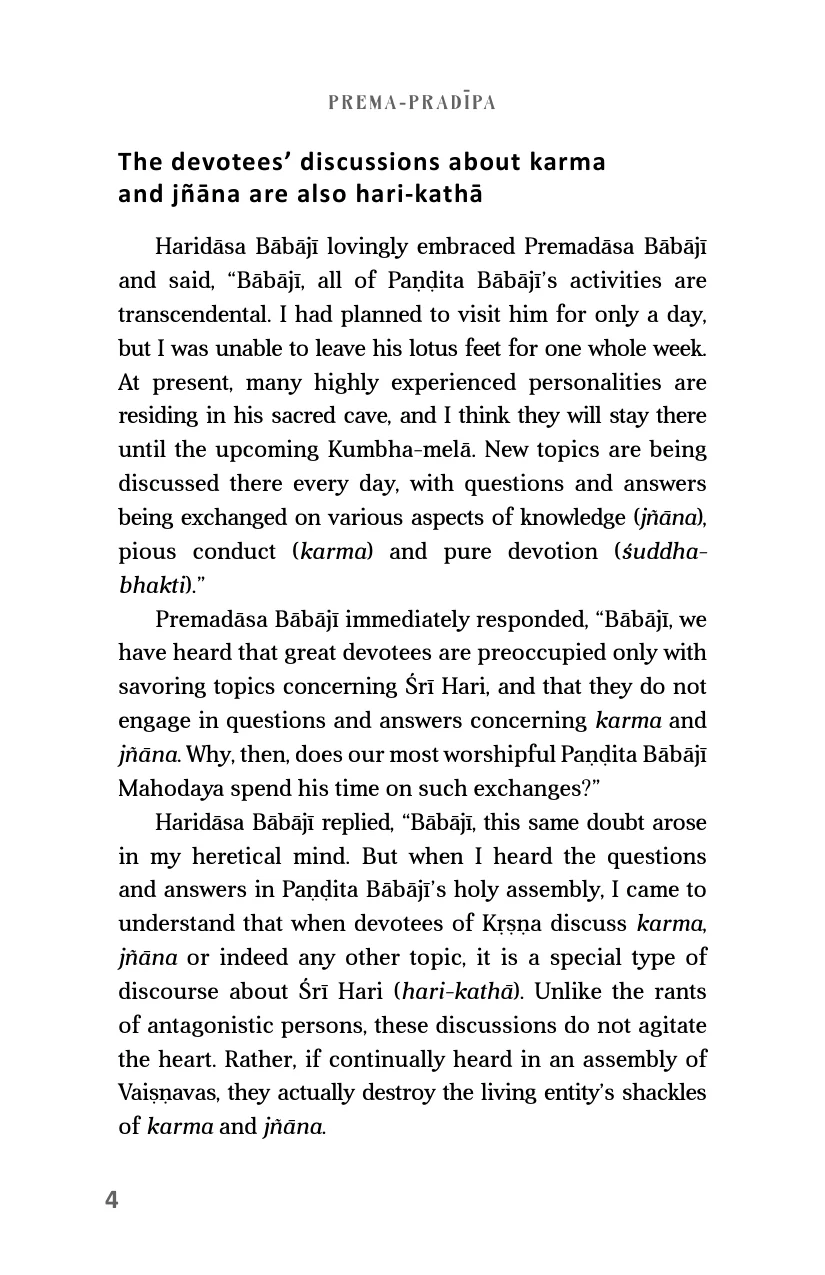 PREMA-PRADĪPA
The devotees’ discussions about karma
and jñāna are also hari-kathā
Haridāsa Bābājī lovingly embraced Premadāsa Bābājī
and said, “Bābājī, all of Paṇḍita Bābājī’s activities are
transcendental. I had planned to visit him for only a day,
but I was unable to leave his lotus feet for one whole week.
At present, many highly experienced personalities are
residing in his sacred cave, and I think they will stay there
until the upcoming Kumbha-melā. New topics are being
discussed there every day, with questions and answers
being exchanged on various aspects of knowledge (jñāna),
pious conduct (karma) and pure devotion (śuddha-
bhakti).”
Premadāsa Bābājī immediately responded, “Bābājī, we
have heard that great devotees are preoccupied only with
savoring topics concerning Śrī Hari, and that they do not
engage in questions and answers concerning karma and
jñāna. Why, then, does our most worshipful Paṇḍita Bābājī
Mahodaya spend his time on such exchanges?”
Haridāsa Bābājī replied, “Bābājī, this same doubt arose
in my heretical mind. But when I heard the questions
and answers in Paṇḍita Bābājī’s holy assembly, I came to
understand that when devotees of Kṛṣṇa discuss karma,
jñāna or indeed any other topic, it is a special type of
discourse about Śrī Hari (hari-kathā). Unlike the rants
of antagonistic persons, these discussions do not agitate
the heart. Rather, if continually heard in an assembly of
Vaiṣṇavas, they actually destroy the living entity’s shackles
of karma and jñāna.
4